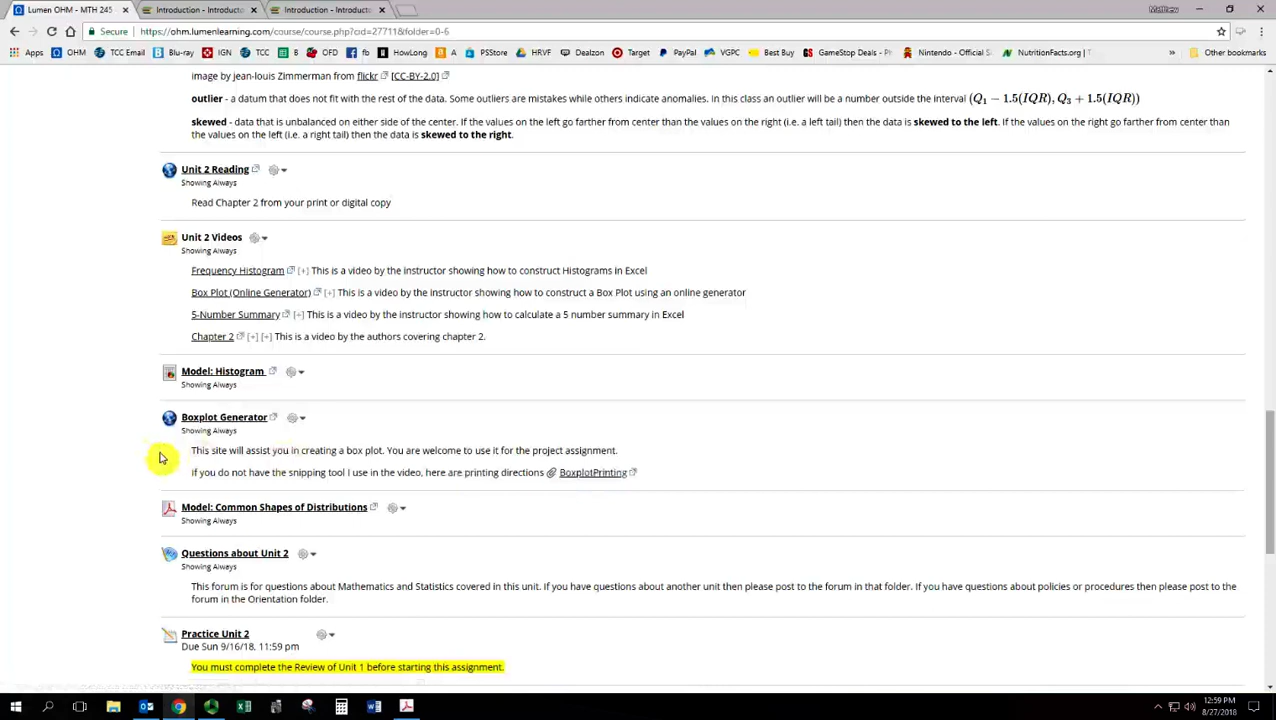 Lumen OHM - MTH 245 -
Introduction - Introductio
Introduction - Introductio
Mathew
Secure
https://ohm.lumenlearning.com/course/course.php?cid=27711&folder=0-6
Apps
OHM
TCC Email
Blu-ray
IGN
TCC
B
OFD
fb
HowLong
A
PSStore
HRVF
Dealzon
Target
PayPal
VGPC
Best Buy
GameStop Deals -
Nintendo - Official S
NutritionFacts.org |
»
Other bookmarks
image by jean-louis Zimmerman from flickr [CC-BY-2.0]
outlier - a datum that does not fit with the rest of the data. Some outliers are mistakes while others indicate anomalies. In this class an outlier will be a number outside the interval (Q₁ − 1.5(IQR), Q₃ + 1.5(IQR))
skewed - data that is unbalanced on either side of the center. If the values on the left go farther from center than the values on the right (i.e. a left tail) then the data is skewed to the left. If the values on the right go farther from center than
the values on the left (i.e. a right tail) then the data is skewed to the right.
Unit 2 Reading
Showing Always
Read Chapter 2 from your print or digital copy
Unit 2 Videos
Showing Always
Frequency Histogram [+] This is a video by the instructor showing how to construct Histograms in Excel
Box Plot (Online Generator) [+] This is a video by the instructor showing how to construct a Box Plot using an online generator
5-Number Summary [+] This is a video by the instructor showing how to calculate a 5 number summary in Excel
Chapter 2 [+] [+] This is a video by the authors covering chapter 2.
Model: Histogram
Showing Always
Boxplot Generator
Showing Always
This site will assist you in creating a box plot. You are welcome to use it for the project assignment.
If you do not have the snipping tool I use in the video, here are printing directions BoxplotPrinting
Model: Common Shapes of Distributions
Showing Always
Questions about Unit 2
Showing Always
This forum is for questions about Mathematics and Statistics covered in this unit. If you have questions about another unit then please post to the forum in that folder. If you have questions about policies or procedures then please post to the
forum in the Orientation folder.
Practice Unit 2
Due Sun 9/16/18, 11:59 pm
You must complete the Review of Unit 1 before starting this assignment.
12:59 PM
8/27/2018